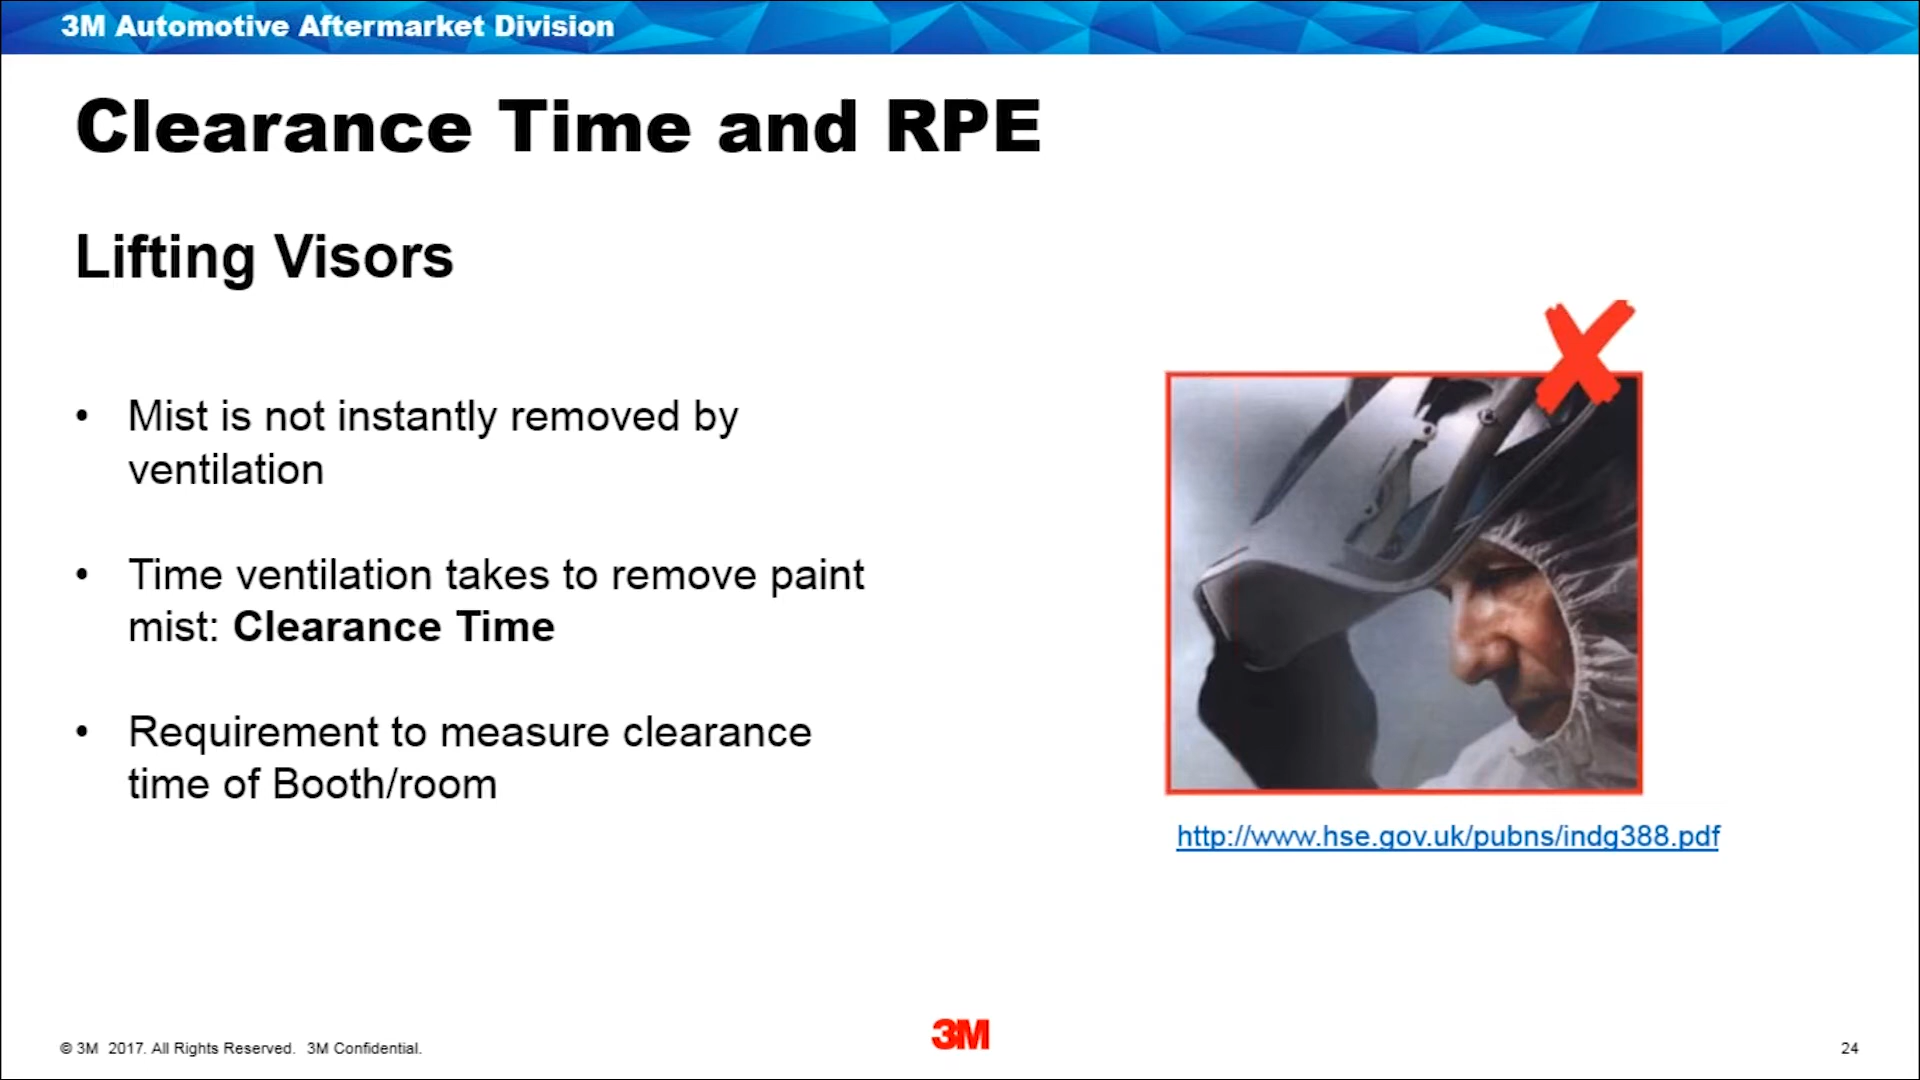 3M Automotive Aftermarket Division
Clearance Time and RPE
Lifting Visors
• Mist is not instantly removed by
ventilation
• Time ventilation takes to remove paint
mist: Clearance Time
• Requirement to measure clearance
time of Booth/room
http://www.hse.gov.uk/pubns/indg388.pdf
© 3M 2017. All Rights Reserved. 3M Confidential.
3M
24